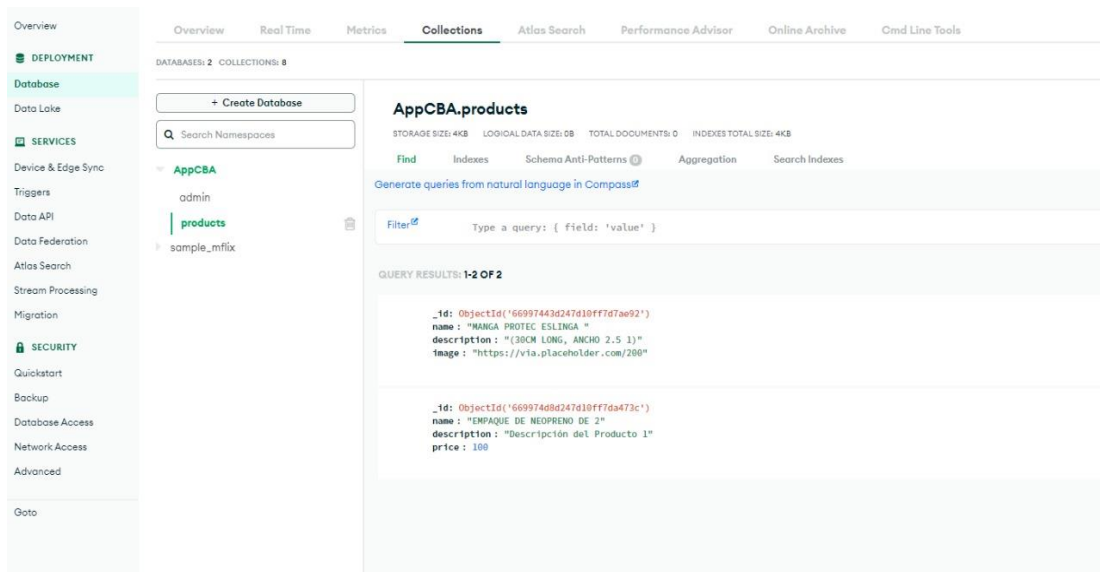 Overview
DEPLOYMENT
Database
Data Lake
SERVICES
Device & Edge Sync
Triggers
Data API
Data Federation
Atlas Search
Stream Processing
Migration
SECURITY
Quickstart
Backup
Database Access
Network Access
Advanced
Goto
Overview Real Time Metrics Collections Atlas Search Performance Advisor Online Archive Cmd Line Tools
DATABASES: 2 COLLECTIONS: 8
+ Create Database
Search Namespaces
AppCBA
admin
products
sample_mflix
AppCBA.products
STORAGE SIZE: 4KB LOGICAL DATA SIZE: 0B TOTAL DOCUMENTS: 0 INDEXES TOTAL SIZE: 4KB
Find Indexes Schema Anti-Patterns 0 Aggregation Search Indexes
Generate queries from natural language in Compass
Filter Type a query: { field: 'value' }
QUERY RESULTS: 1-2 OF 2
_id: ObjectId('66997443d247d10ff7d7ae92')
name : "MANGA PROTEC ESLINGA "
description : "(30CM LONG, ANCHO 2.5 1)"
image : "https://via.placeholder.com/200"
_id: ObjectId('669974d8d247d10ff7da473c')
name : "EMPAQUE DE NEOPRENO DE 2"
description : "Descripción del Producto 1"
price : 100